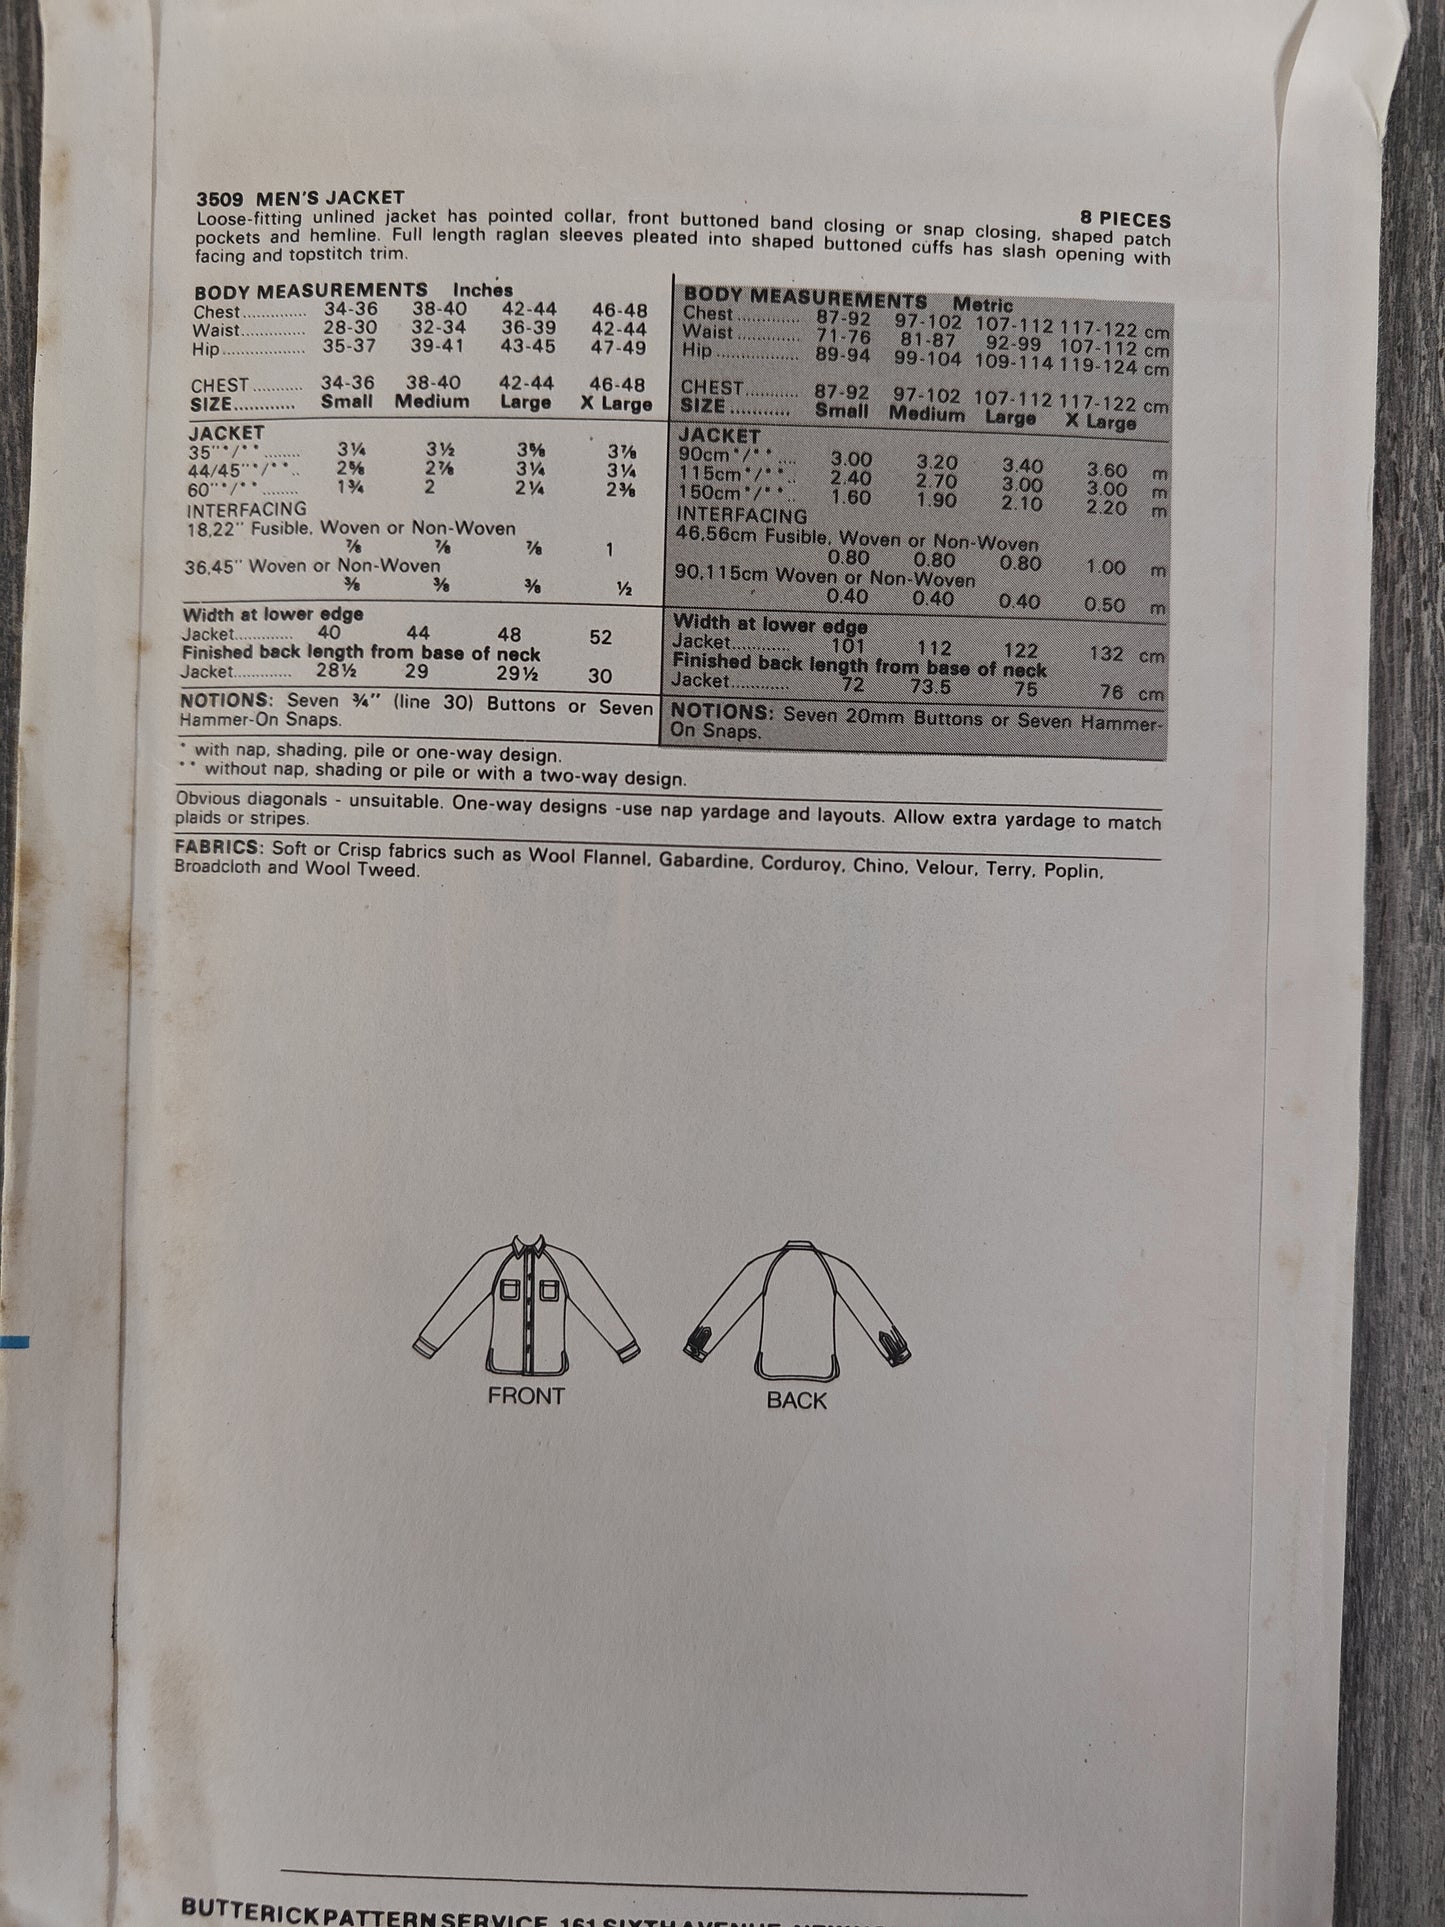 3509 MEN'S JACKET 8 PIECES
Loose-fitting unlined jacket has pointed collar, front buttoned band closing or snap closing, shaped patch
pockets and hemline. Full length raglan sleeves pleated into shaped buttoned cuffs has slash opening with
facing and topstitch trim.
BODY MEASUREMENTS Inches
Chest.............. 34-36 38-40 42-44 46-48
Waist............. 28-30 32-34 36-39 42-44
Hip.................. 35-37 39-41 43-45 47-49
CHEST........... 34-36 38-40 42-44 46-48
SIZE............ Small Medium Large X Large
JACKET
35"*/**........ 3¼ 3½ 3⅝ 3⅞
44/45"*/**.. 2⅝ 2⅞ 3¼ 3¼
60"*/**........ 1¾ 2 2¼ 2⅜
INTERFACING
18,22" Fusible, Woven or Non-Woven
⅞ ⅞ ⅞ 1
36,45" Woven or Non-Woven
⅜ ⅜ ⅜ ½
Width at lower edge
Jacket............. 40 44 48 52
Finished back length from base of neck
Jacket............. 28½ 29 29½ 30
NOTIONS: Seven ¾" (line 30) Buttons or Seven
Hammer-On Snaps.
BODY MEASUREMENTS Metric
Chest............. 87-92 97-102 107-112 117-122 cm
Waist............. 71-76 81-87 92-99 107-112 cm
Hip.................. 89-94 99-104 109-114 119-124 cm
CHEST........... 87-92 97-102 107-112 117-122 cm
SIZE............ Small Medium Large X Large
JACKET
90cm*/**.... 3.00 3.20 3.40 3.60 m
115cm*/**.. 2.40 2.70 3.00 3.00 m
150cm*/**.. 1.60 1.90 2.10 2.20 m
INTERFACING
46,56cm Fusible, Woven or Non-Woven
0.80 0.80 0.80 1.00 m
90,115cm Woven or Non-Woven
0.40 0.40 0.40 0.50 m
Width at lower edge
Jacket............ 101 112 122 132 cm
Finished back length from base of neck
Jacket............ 72 73.5 75 76 cm
NOTIONS: Seven 20mm Buttons or Seven Hammer-
On Snaps.
* with nap, shading, pile or one-way design.
** without nap, shading or pile or with a two-way design.
Obvious diagonals - unsuitable. One-way designs -use nap yardage and layouts. Allow extra yardage to match
plaids or stripes.
FABRICS: Soft or Crisp fabrics such as Wool Flannel, Gabardine, Corduroy, Chino, Velour, Terry, Poplin,
Broadcloth and Wool Tweed.
FRONT BACK
BUTTERICK PATTERN SERVICE, 161 SIXTH AVENUE,